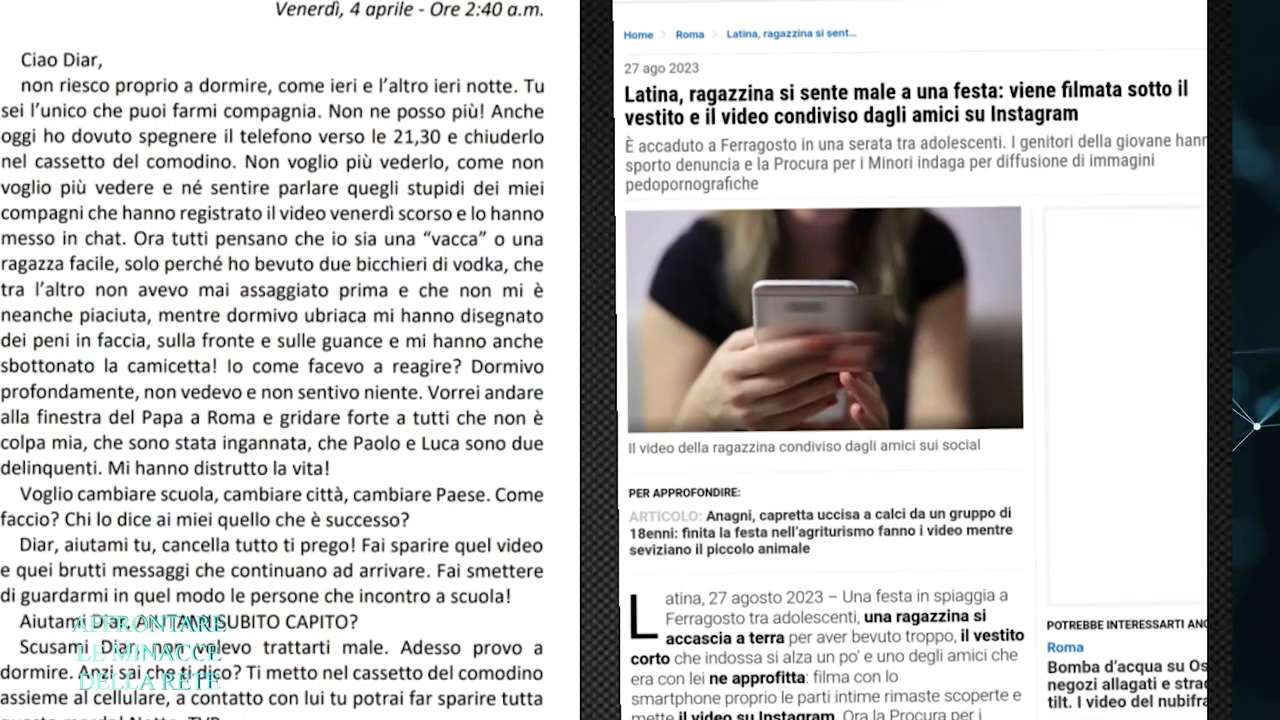 Venerdì, 4 aprile - Ore 2:40 a.m.
Ciao Diar,
non riesco proprio a dormire, come ieri e l’altro ieri notte. Tu
sei l’unico che puoi farmi compagnia. Non ne posso più! Anche
oggi ho dovuto spegnere il telefono verso le 21,30 e chiuderlo
nel cassetto del comodino. Non voglio più vederlo, come non
voglio più vedere e né sentire parlare quegli stupidi dei miei
compagni che hanno registrato il video venerdì scorso e lo hanno
messo in chat. Ora tutti pensano che io sia una “vacca” o una
ragazza facile, solo perché ho bevuto due bicchieri di vodka, che
tra l’altro non avevo mai assaggiato prima e che non mi è
neanche piaciuta, mentre dormivo ubriaca mi hanno disegnato
dei peni in faccia, sulla fronte e sulle guance e mi hanno anche
sbottonato la camicetta! Io come facevo a reagire? Dormivo
profondamente, non vedevo e non sentivo niente. Vorrei andare
alla finestra del Papa a Roma e gridare forte a tutti che non è
colpa mia, che sono stata ingannata, che Paolo e Luca sono due
delinquenti. Mi hanno distrutto la vita!
Voglio cambiare scuola, cambiare città, cambiare Paese. Come
faccio? Chi lo dice ai miei quello che è successo?
Diar, aiutami tu, cancella tutto ti prego! Fai sparire quel video
e quei brutti messaggi che continuano ad arrivare. Fai smettere
di guardarmi in quel modo le persone che incontro a scuola!
Aiutami Diar, AIUTAMI SUBITO CAPITO?
Scusami Diar, non volevo trattarti male. Adesso provo a
dormire. Anzi sai che ti dico? Ti metto nel cassetto del comodino
assieme al cellulare, a contatto con lui tu potrai far sparire tutta
AFFRONTARE
LE MINACCE
DELLA RETE
Home > Roma > Latina, ragazzina si sent...
27 ago 2023
Latina, ragazzina si sente male a una festa: viene filmata sotto il
vestito e il video condiviso dagli amici su Instagram
È accaduto a Ferragosto in una serata tra adolescenti. I genitori della giovane hann
sporto denuncia e la Procura per i Minori indaga per diffusione di immagini
pedopornografiche
Il video della ragazzina condiviso dagli amici sui social
PER APPROFONDIRE:
ARTICOLO: Anagni, capretta uccisa a calci da un gruppo di
18enni: finita la festa nell’agriturismo fanno i video mentre
seviziano il piccolo animale
Latina, 27 agosto 2023 – Una festa in spiaggia a
Ferragosto tra adolescenti, una ragazzina si
accascia a terra per aver bevuto troppo, il vestito
corto che indossa si alza un po’ e uno degli amici che
era con lei ne approfitta: filma con lo
smartphone proprio le parti intime rimaste scoperte e
mette il video su Instagram. Ora la Procura per i
POTREBBE INTERESSARTI ANC
Roma
Bomba d’acqua su Os
negozi allagati e strad
tilt. I video del nubifra